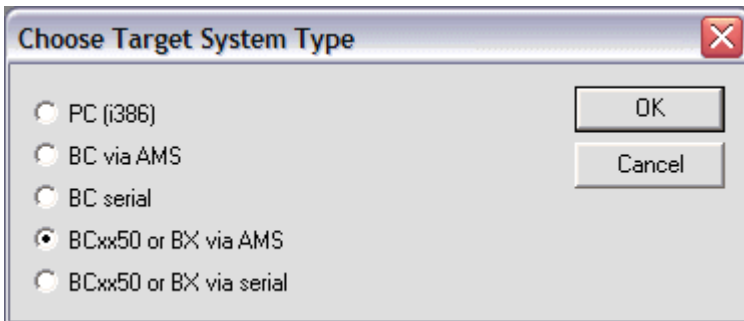 Choose Target System Type
PC (i386)
OK
BC via AMS
Cancel
BC serial
BCxx50 or BX via AMS
BCxx50 or BX via serial